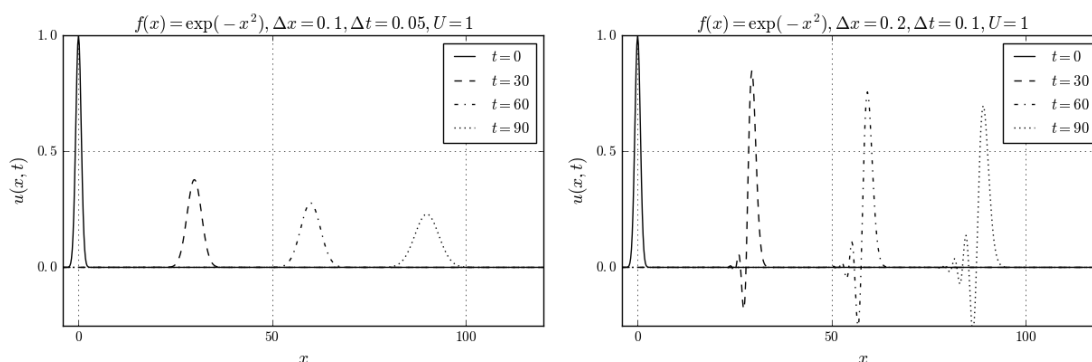 f(x) = exp(−x²), Δx = 0.1, Δt = 0.05, U = 1
1.0
0.5
0.0
u(x, t)
t = 0
t = 30
t = 60
t = 90
0
50
100
x
f(x) = exp(−x²), Δx = 0.2, Δt = 0.1, U = 1
1.0
0.5
0.0
u(x, t)
t = 0
t = 30
t = 60
t = 90
0
50
100
x